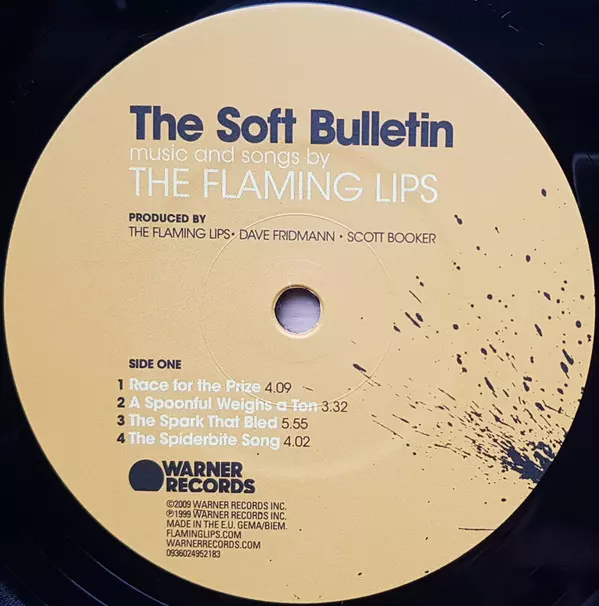 The Soft Bulletin
music and songs by
THE FLAMING LIPS
PRODUCED BY
THE FLAMING LIPS • DAVE FRIDMANN • SCOTT BOOKER
SIDE ONE
1 Race for the Prize 4.09
2 A Spoonful Weighs a Ton 3.32
3 The Spark That Bled 5.55
4 The Spiderbite Song 4.02
WARNER
RECORDS
©2009 WARNER RECORDS INC.
℗1999 WARNER RECORDS INC.
MADE IN THE E.U. GEMA/BIEM.
FLAMINGLIPS.COM
WARNERRECORDS.COM
0936024952183